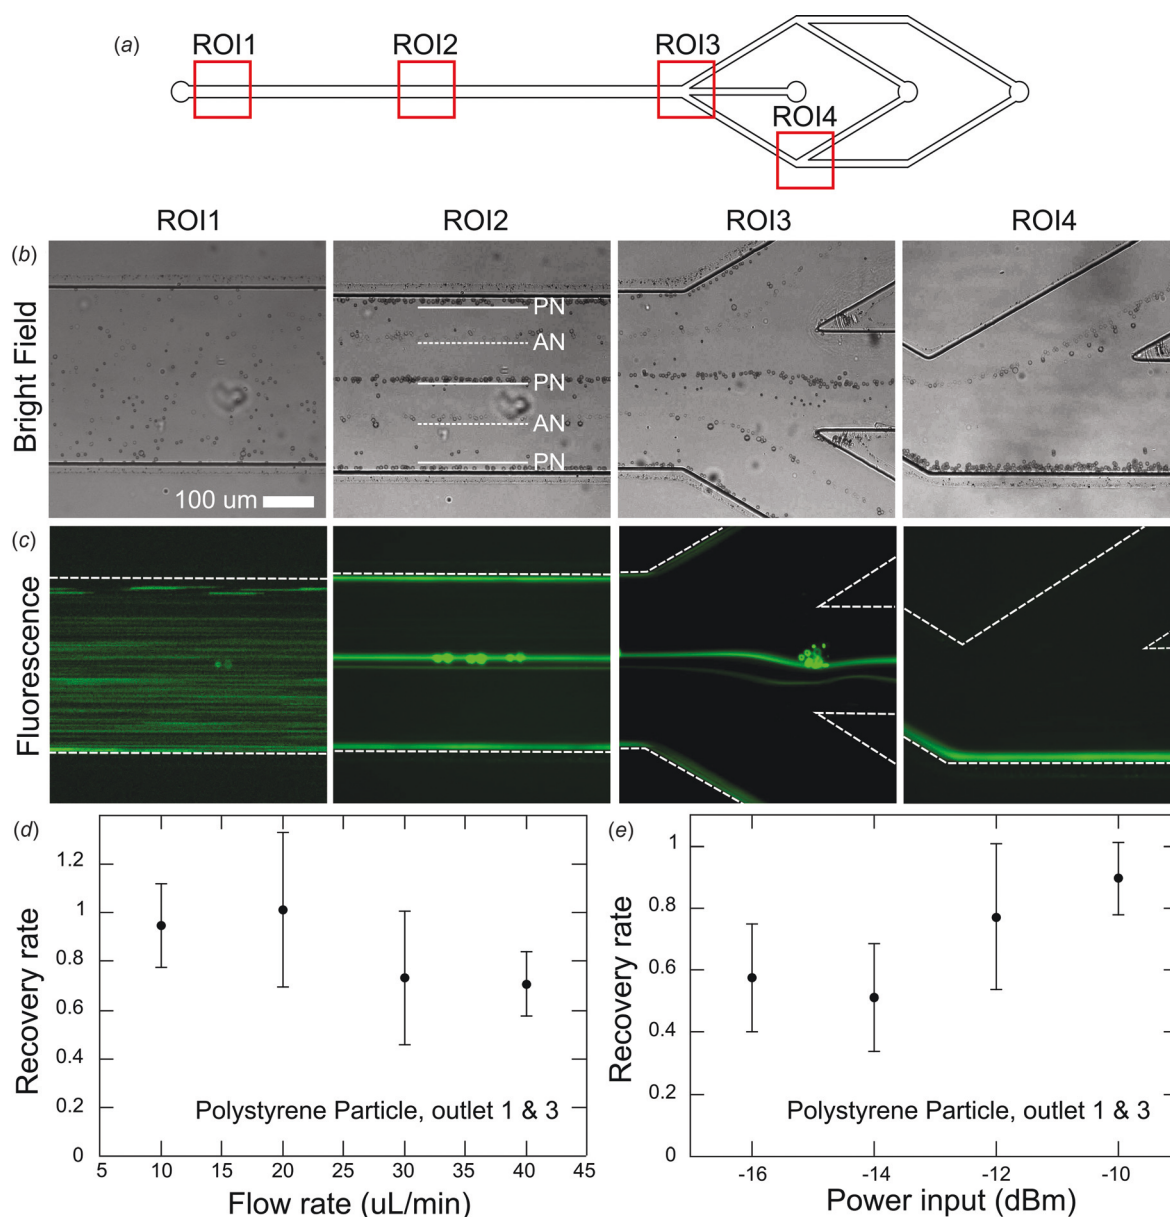 (a)
ROI1 ROI2 ROI3
ROI4
ROI1 ROI2 ROI3 ROI4
(b)
Bright Field
PN
AN
PN
AN
PN
100 um
(c)
Fluorescence
(d)
Recovery rate
1.2
1
0.8
0.6
0.4
0.2
0
5 10 15 20 25 30 35 40 45
Polystyrene Particle, outlet 1 & 3
Flow rate (uL/min)
(e)
Recovery rate
1
0.8
0.6
0.4
0.2
0
-16 -14 -12 -10
Polystyrene Particle, outlet 1 & 3
Power input (dBm)